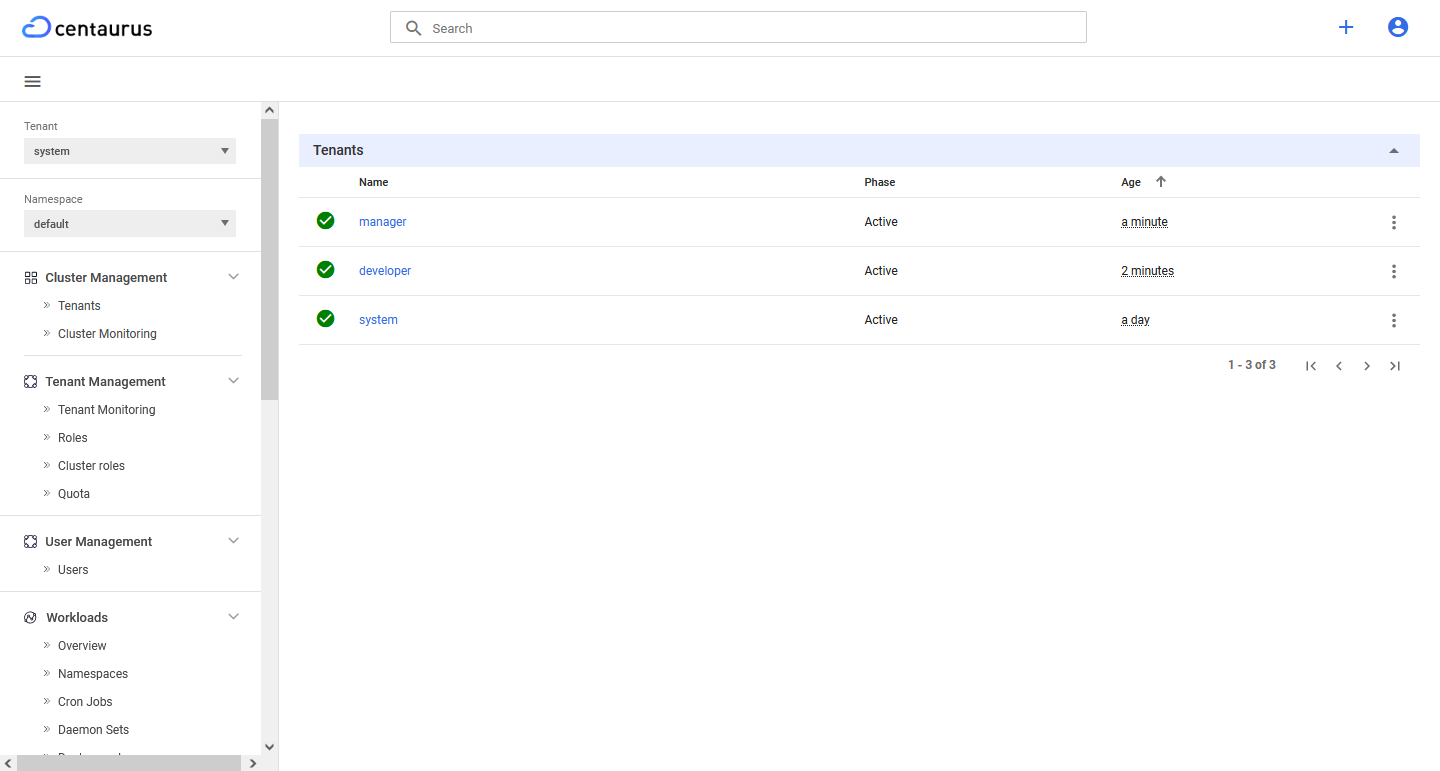 centaurus
Search
Tenant
system
Namespace
default
Cluster Management
Tenants
Cluster Monitoring
Tenant Management
Tenant Monitoring
Roles
Cluster roles
Quota
User Management
Users
Workloads
Overview
Namespaces
Cron Jobs
Daemon Sets
Tenants
Name Phase Age
manager Active a minute
developer Active 2 minutes
system Active a day
1 - 3 of 3